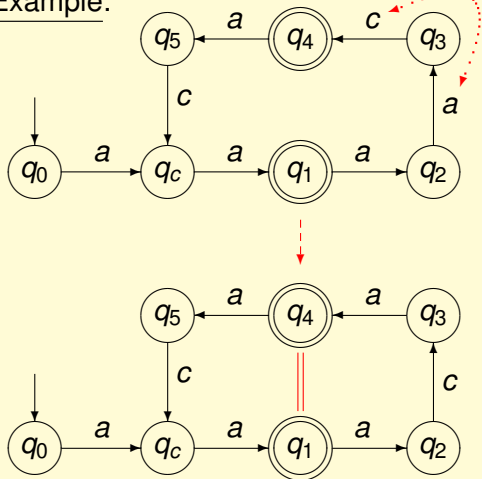 Example:
a c
q5 q4 q3
c a
a a a
q0 qc q1 q2
a a
q5 q4 q3
c c
a a a
q0 qc q1 q2